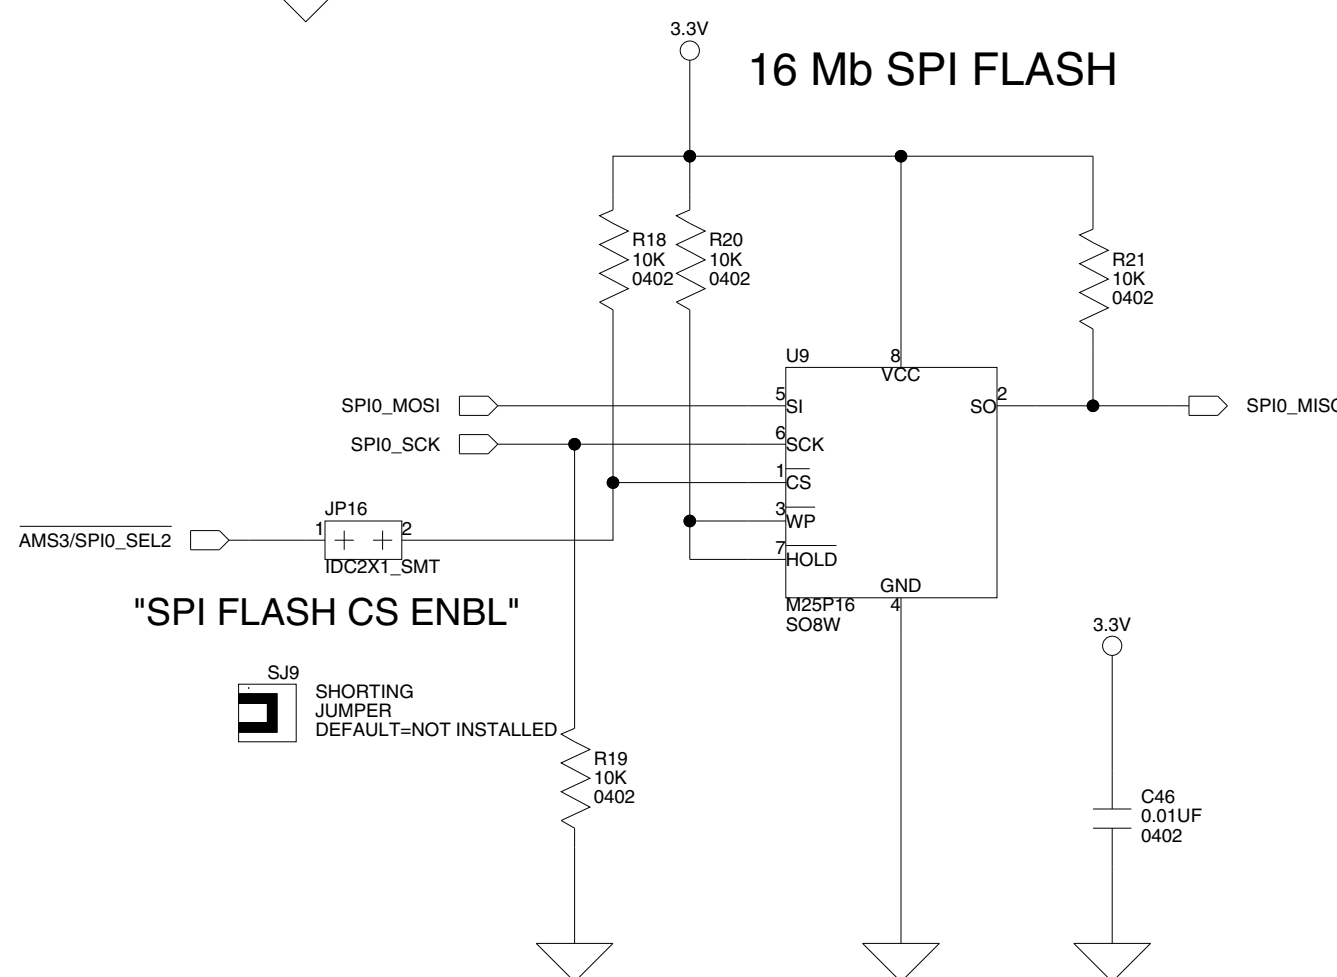 3.3V
16 Mb SPI FLASH
R18
10K
0402
R20
10K
0402
R21
10K
0402
U9
8
VCC
SPI0_MOSI
5
SI
SO
2
SPI0_MISO
SPI0_SCK
6
SCK
1
CS
AMS3/SPI0_SEL2
JP16
1
2
IDC2X1_SMT
3
WP
7
HOLD
GND
4
M25P16
SO8W
"SPI FLASH CS ENBL"
SJ9
SHORTING
JUMPER
DEFAULT=NOT INSTALLED
R19
10K
0402
3.3V
C46
0.01UF
0402